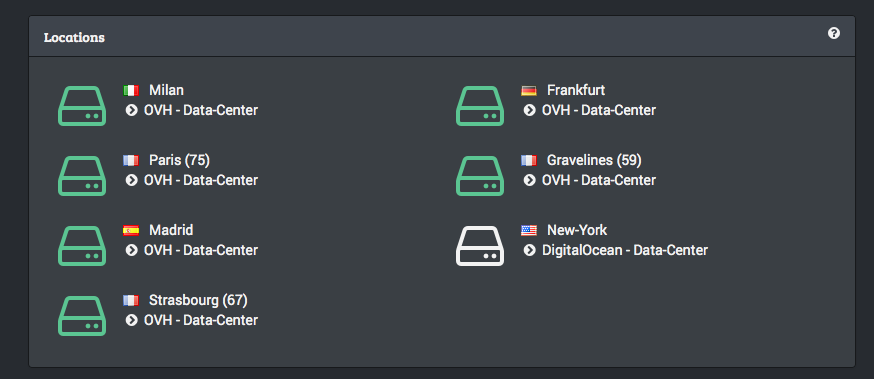 Locations
Milan
OVH - Data-Center
Frankfurt
OVH - Data-Center
Paris (75)
OVH - Data-Center
Gravelines (59)
OVH - Data-Center
Madrid
OVH - Data-Center
New-York
DigitalOcean - Data-Center
Strasbourg (67)
OVH - Data-Center